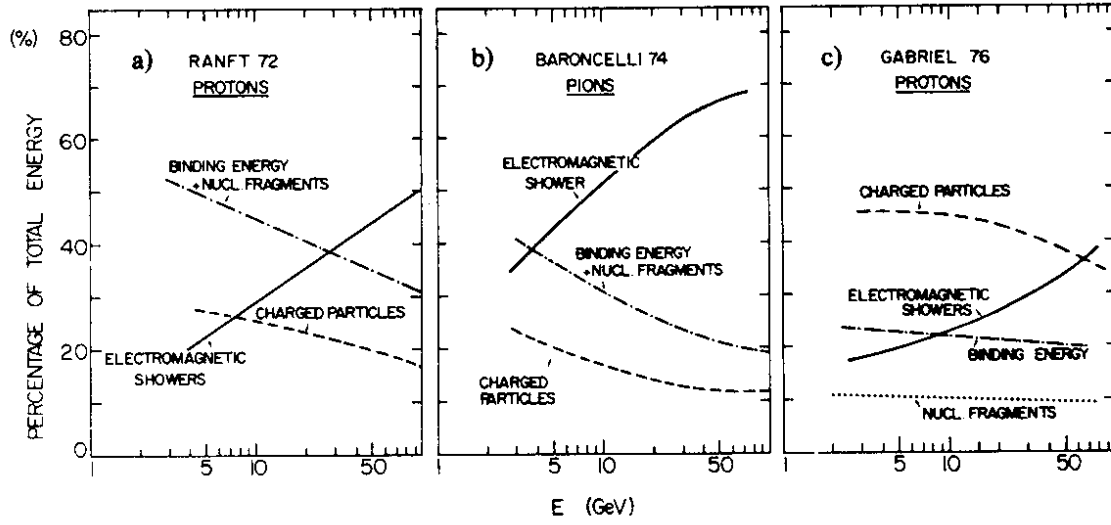 (%)
80
60
40
20
0
PERCENTAGE OF TOTAL ENERGY
a) RANFT 72
PROTONS
BINDING ENERGY
+NUCL. FRAGMENTS
CHARGED PARTICLES
ELECTROMAGNETIC
SHOWERS
1 5 10 50
b) BARONCELLI 74
PIONS
ELECTROMAGNETIC
SHOWER
BINDING ENERGY
+NUCL. FRAGMENTS
CHARGED
PARTICLES
1 5 10 50
c) GABRIEL 76
PROTONS
CHARGED PARTICLES
ELECTROMAGNETIC
SHOWERS
BINDING ENERGY
NUCL. FRAGMENTS
1 5 10 50
E (GeV)